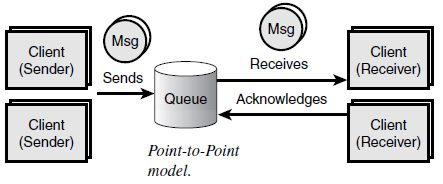 Msg
Msg
Client
(Sender)
Sends
Receives
Client
(Receiver)
Queue
Acknowledges
Client
(Sender)
Client
(Receiver)
Point-to-Point
model.